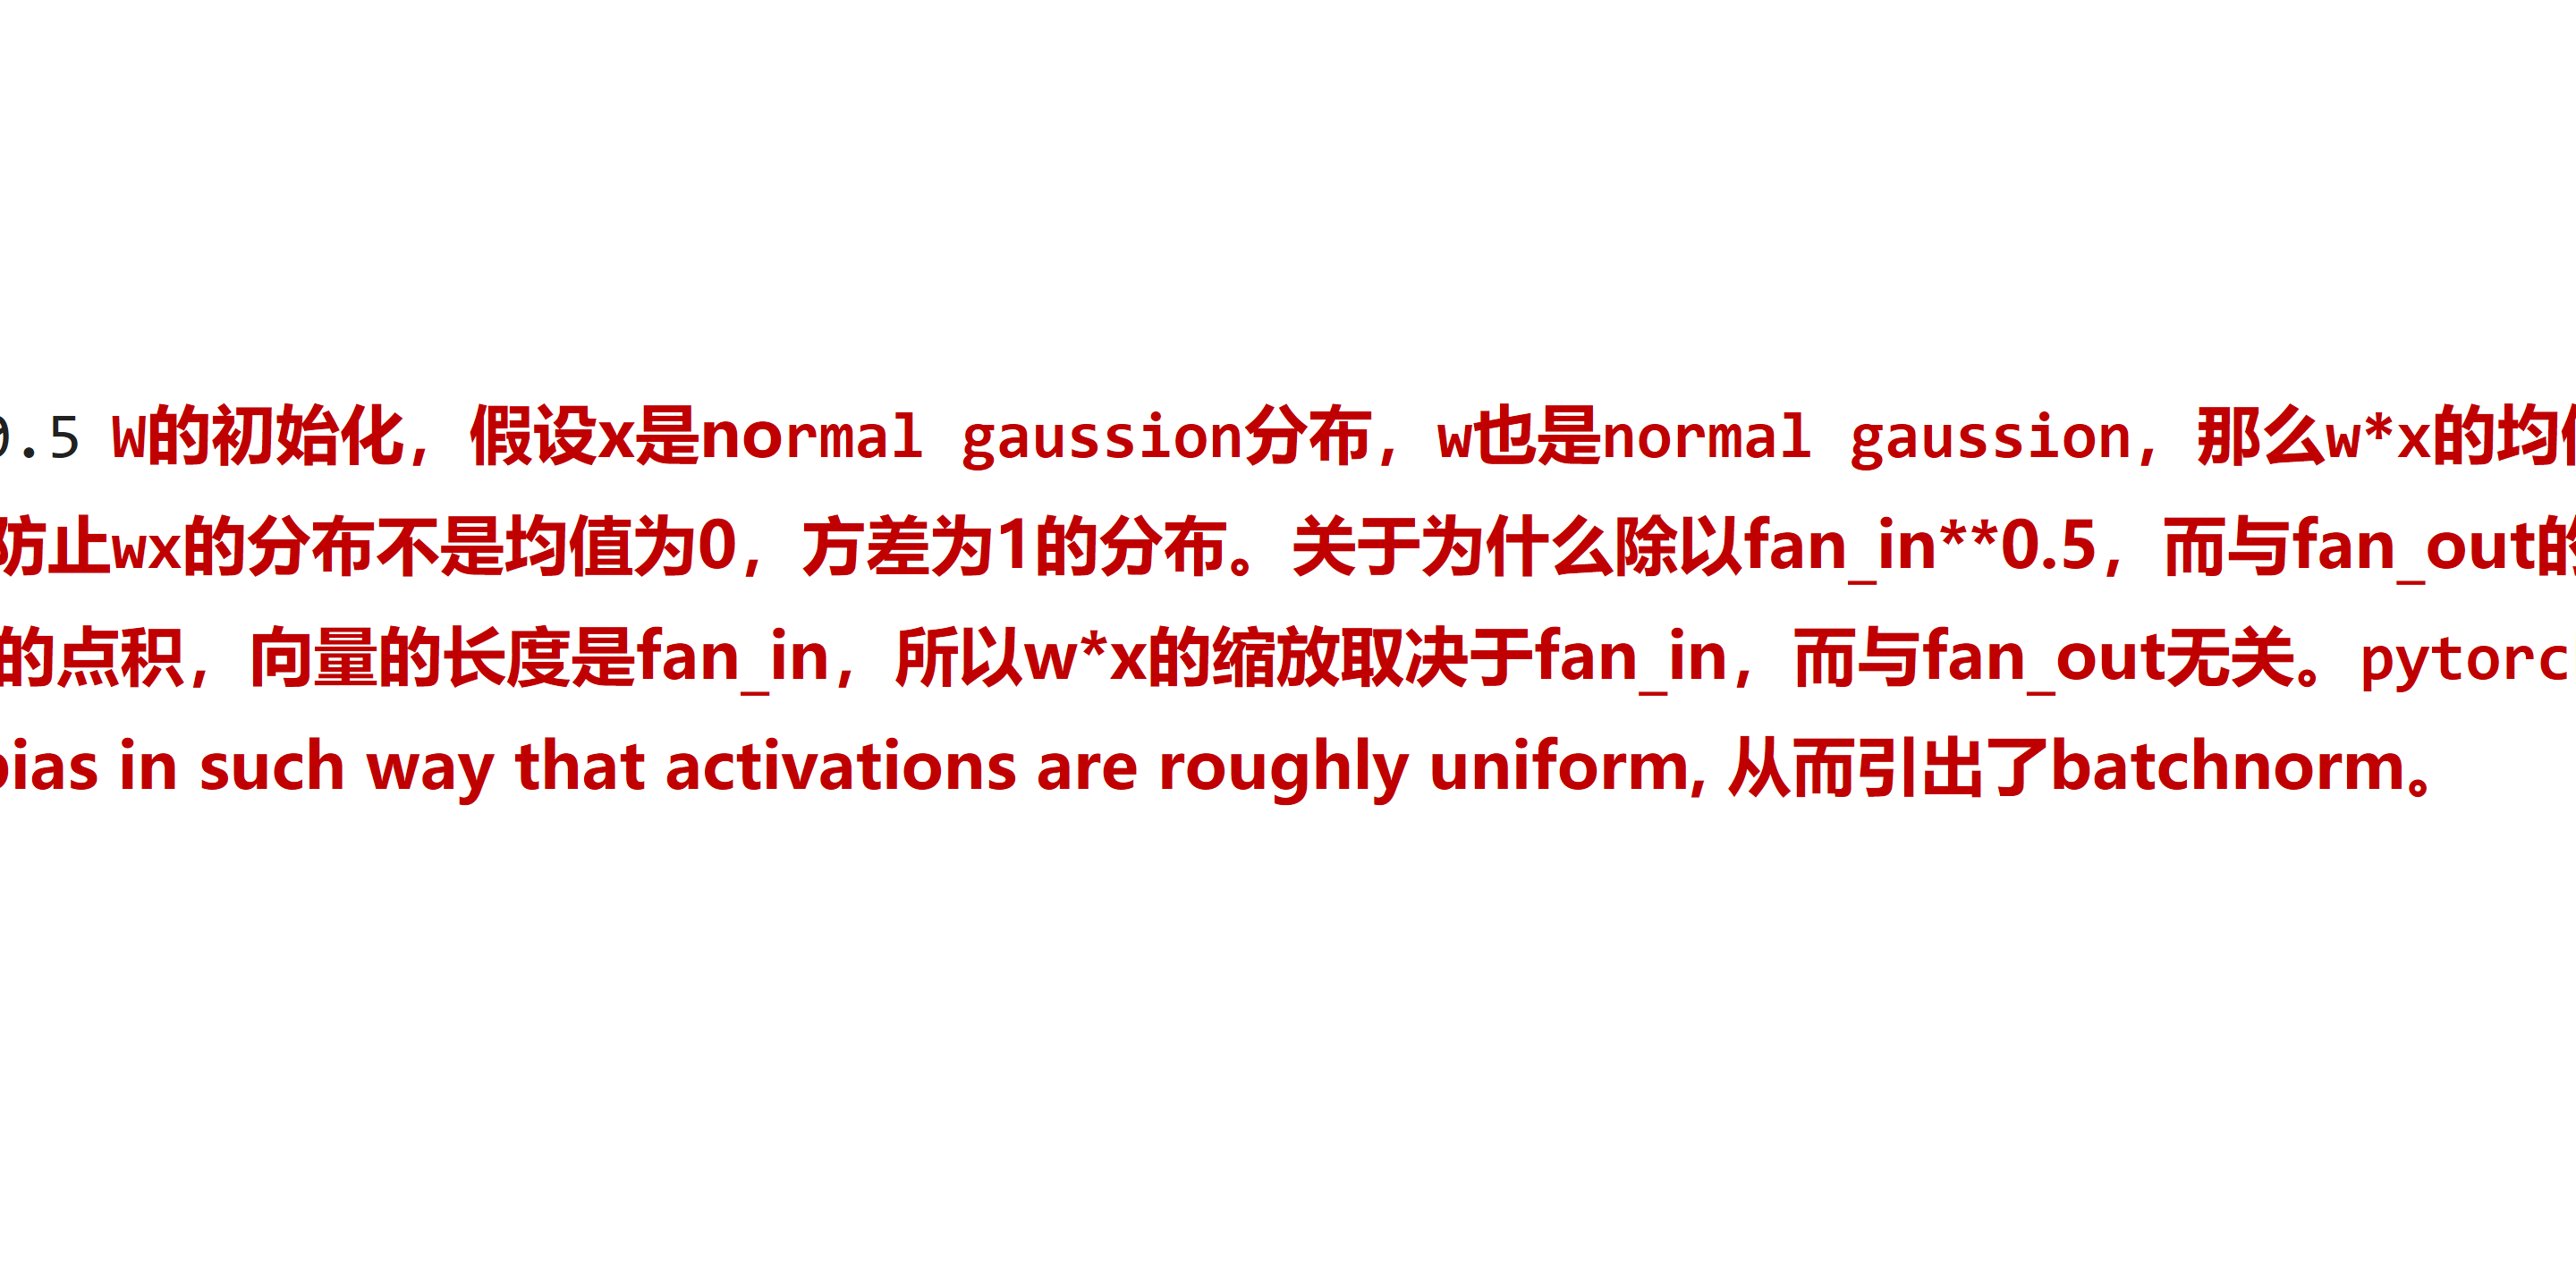 0.5 W的初始化，假设x是normal gaussion分布，w也是normal gaussion，那么w*x的均值
防止wx的分布不是均值为0，方差为1的分布。关于为什么除以fan_in**0.5，而与fan_out的
的点积，向量的长度是fan_in，所以w*x的缩放取决于fan_in，而与fan_out无关。pytorc
bias in such way that activations are roughly uniform, 从而引出了batchnorm。